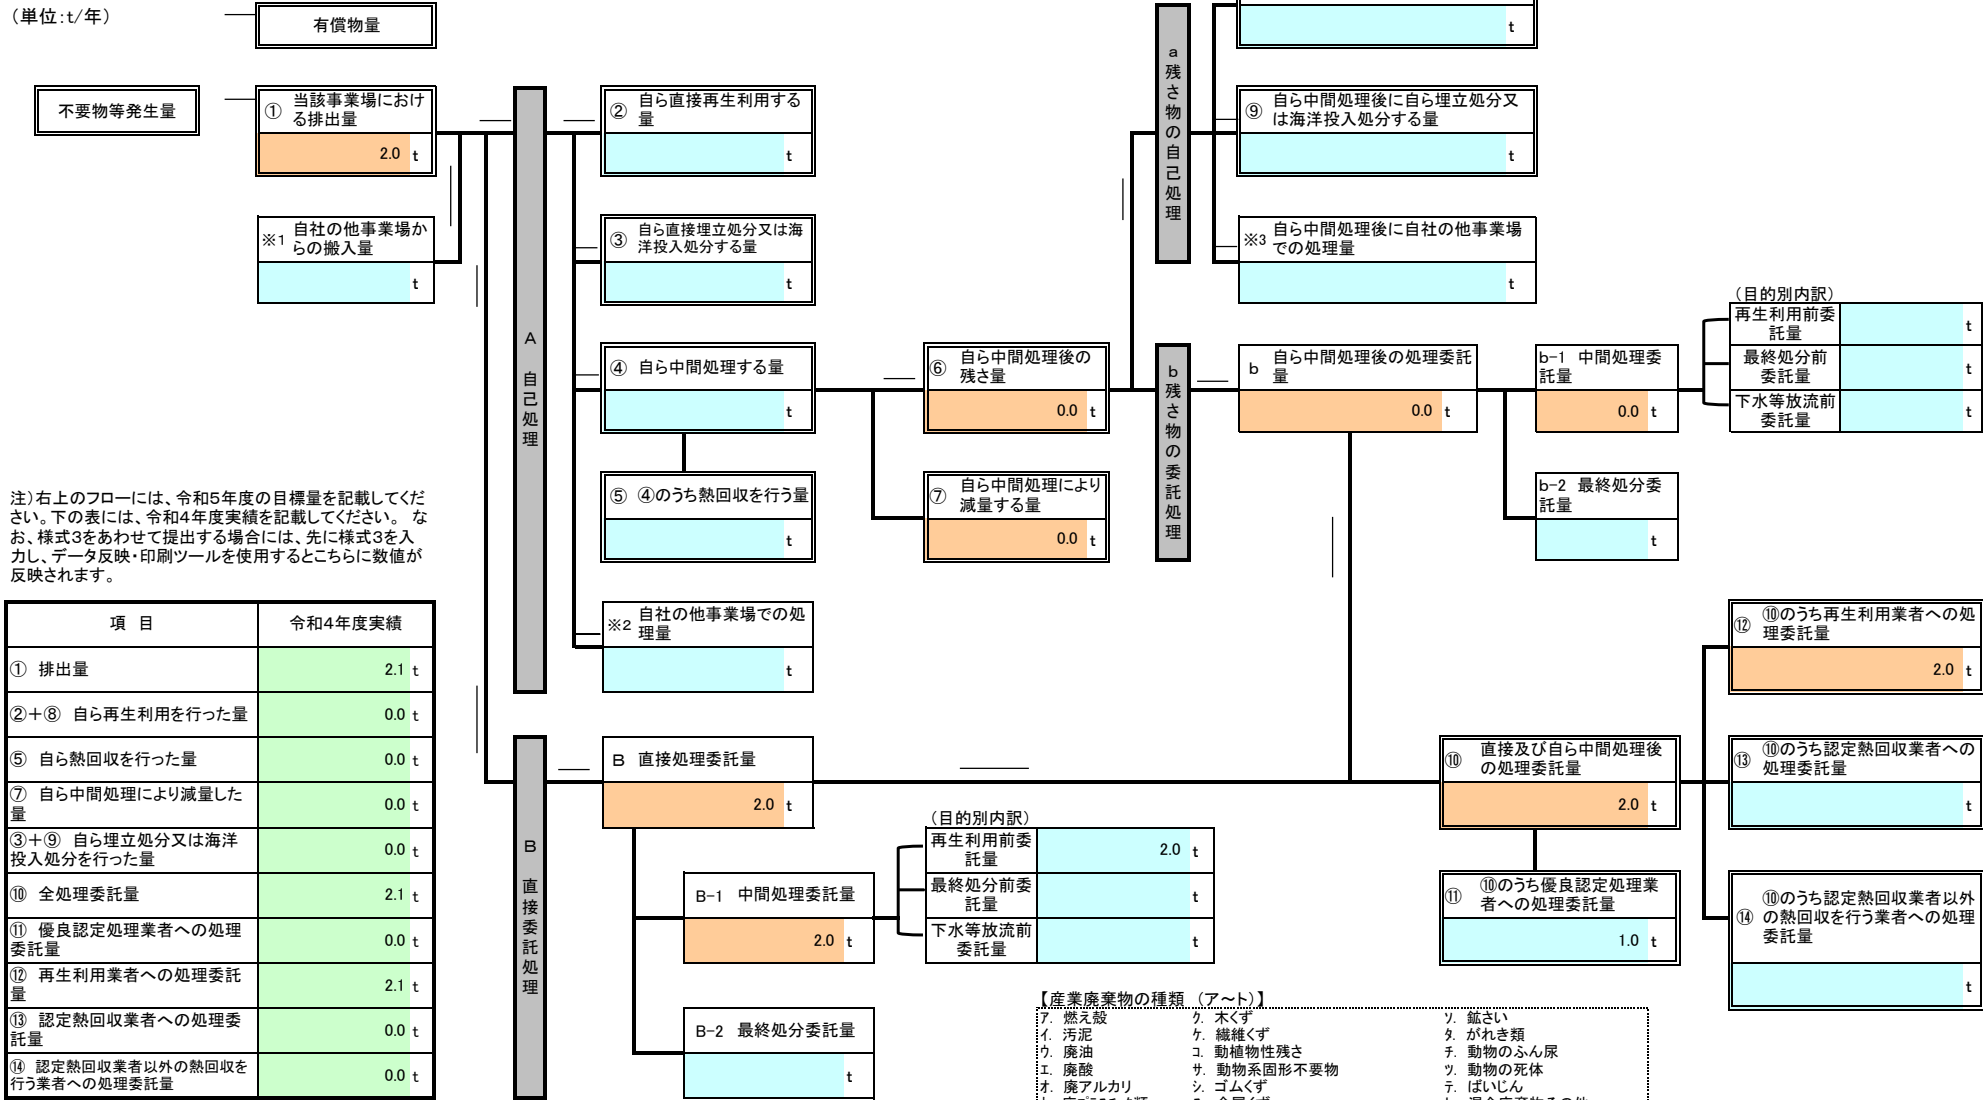 （単位：t/年）
有償物量
t
不要物等発生量
①
当該事業場におけ
る排出量
2.0 t
※1
自社の他事業場か
らの搬入量
t
A 自己処理
②
自ら直接再生利用する
量
t
③
自ら直接埋立処分又は海
洋投入処分する量
t
④ 自ら中間処理する量
t
⑤ ④のうち熱回収を行う量
t
※2
自社の他事業場での処
理量
t
⑥
自ら中間処理後の
残さ量
0.0 t
⑦
自ら中間処理により
減量する量
0.0 t
a 残さ物の自己処理
⑨
自ら中間処理後に自ら埋立処分又
は海洋投入処分する量
t
※3
自ら中間処理後に自社の他事業場
での処理量
t
b 残さ物の委託処理
b
自ら中間処理後の処理委託
量
0.0 t
b-1 中間処理委
託量
0.0 t
b-2 最終処分委
託量
t
（目的別内訳）
再生利用前委
託量
t
最終処分前
委託量
t
下水等放流前
委託量
t
注）右上のフローには、令和5年度の目標量を記載してくだ
さい。下の表には、令和4年度実績を記載してください。 な
お、様式3をあわせて提出する場合には、先に様式3を入
力し、データ反映・印刷ツールを使用するとこちらに数値が
反映されます。
項 目 令和4年度実績
① 排出量 2.1 t
②＋⑧ 自ら再生利用を行った量 0.0 t
⑤ 自ら熱回収を行った量 0.0 t
⑦ 自ら中間処理により減量した
量 0.0 t
③＋⑨ 自ら埋立処分又は海洋
投入処分を行った量 0.0 t
⑩ 全処理委託量 2.1 t
⑪ 優良認定処理業者への処理
委託量 0.0 t
⑫ 再生利用業者への処理委託
量 2.1 t
⑬ 認定熱回収業者への処理委
託量 0.0 t
⑭ 認定熱回収業者以外の熱回収を
行う業者への処理委託量 0.0 t
B 直接委託処理
B 直接処理委託量
2.0 t
B-1 中間処理委託量
2.0 t
B-2 最終処分委託量
t
（目的別内訳）
再生利用前委
託量
2.0 t
最終処分前委
託量
t
下水等放流前
委託量
t
⑩
直接及び自ら中間処理後
の処理委託量
2.0 t
⑪
⑩のうち優良認定処理業
者への処理委託量
1.0 t
⑫
⑩のうち再生利用業者への処
理委託量
2.0 t
⑬
⑩のうち認定熱回収業者への
処理委託量
t
⑭
⑩のうち認定熱回収業者以外
の熱回収を行う業者への処理
委託量
t
【産業廃棄物の種類 （ア～ト）】
ア. 燃え殻 ク. 木くず ソ. 鉱さい
イ. 汚泥 ケ. 繊維くず タ. がれき類
ウ. 廃油 コ. 動植物性残さ チ. 動物のふん尿
エ. 廃酸 サ. 動物系固形不要物 ツ. 動物の死体
オ. 廃アルカリ シ. ゴムくず テ. ばいじん